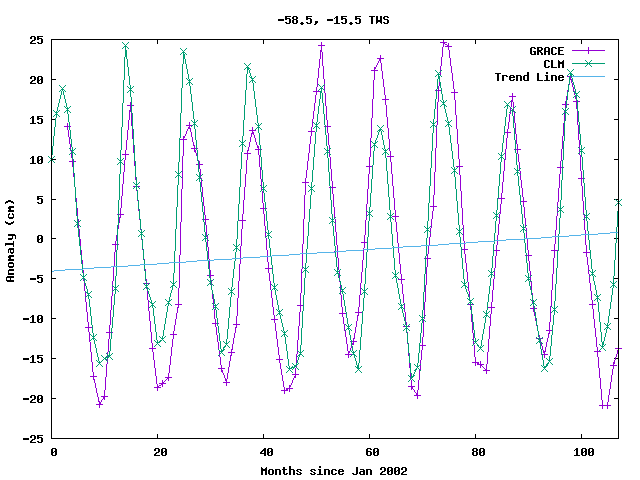 -58.5, -15.5 TWS
GRACE
CLM
Trend Line
25
20
15
10
5
0
-5
-10
-15
-20
-25
Anomaly (cm)
0 20 40 60 80 100
Months since Jan 2002